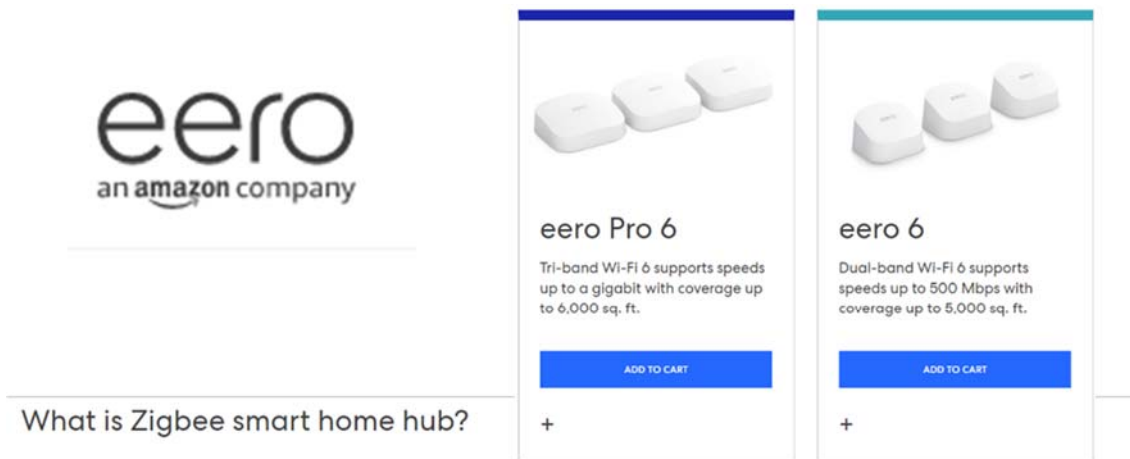 eero
an amazon company
What is Zigbee smart home hub?
eero Pro 6
Tri-band Wi-Fi 6 supports speeds
up to a gigabit with coverage up
to 6,000 sq. ft.
ADD TO CART
+
eero 6
Dual-band Wi-Fi 6 supports
speeds up to 500 Mbps with
coverage up to 5,000 sq. ft.
ADD TO CART
+